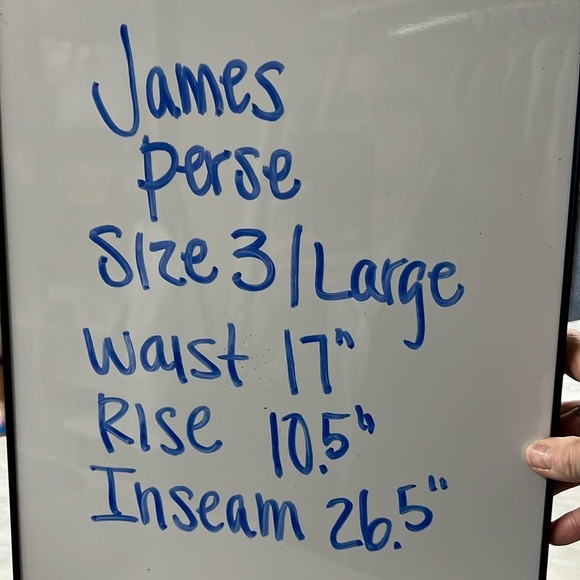 James
Perse
Size 3/Large
Waist 17"
Rise 10.5"
Inseam 26.5"